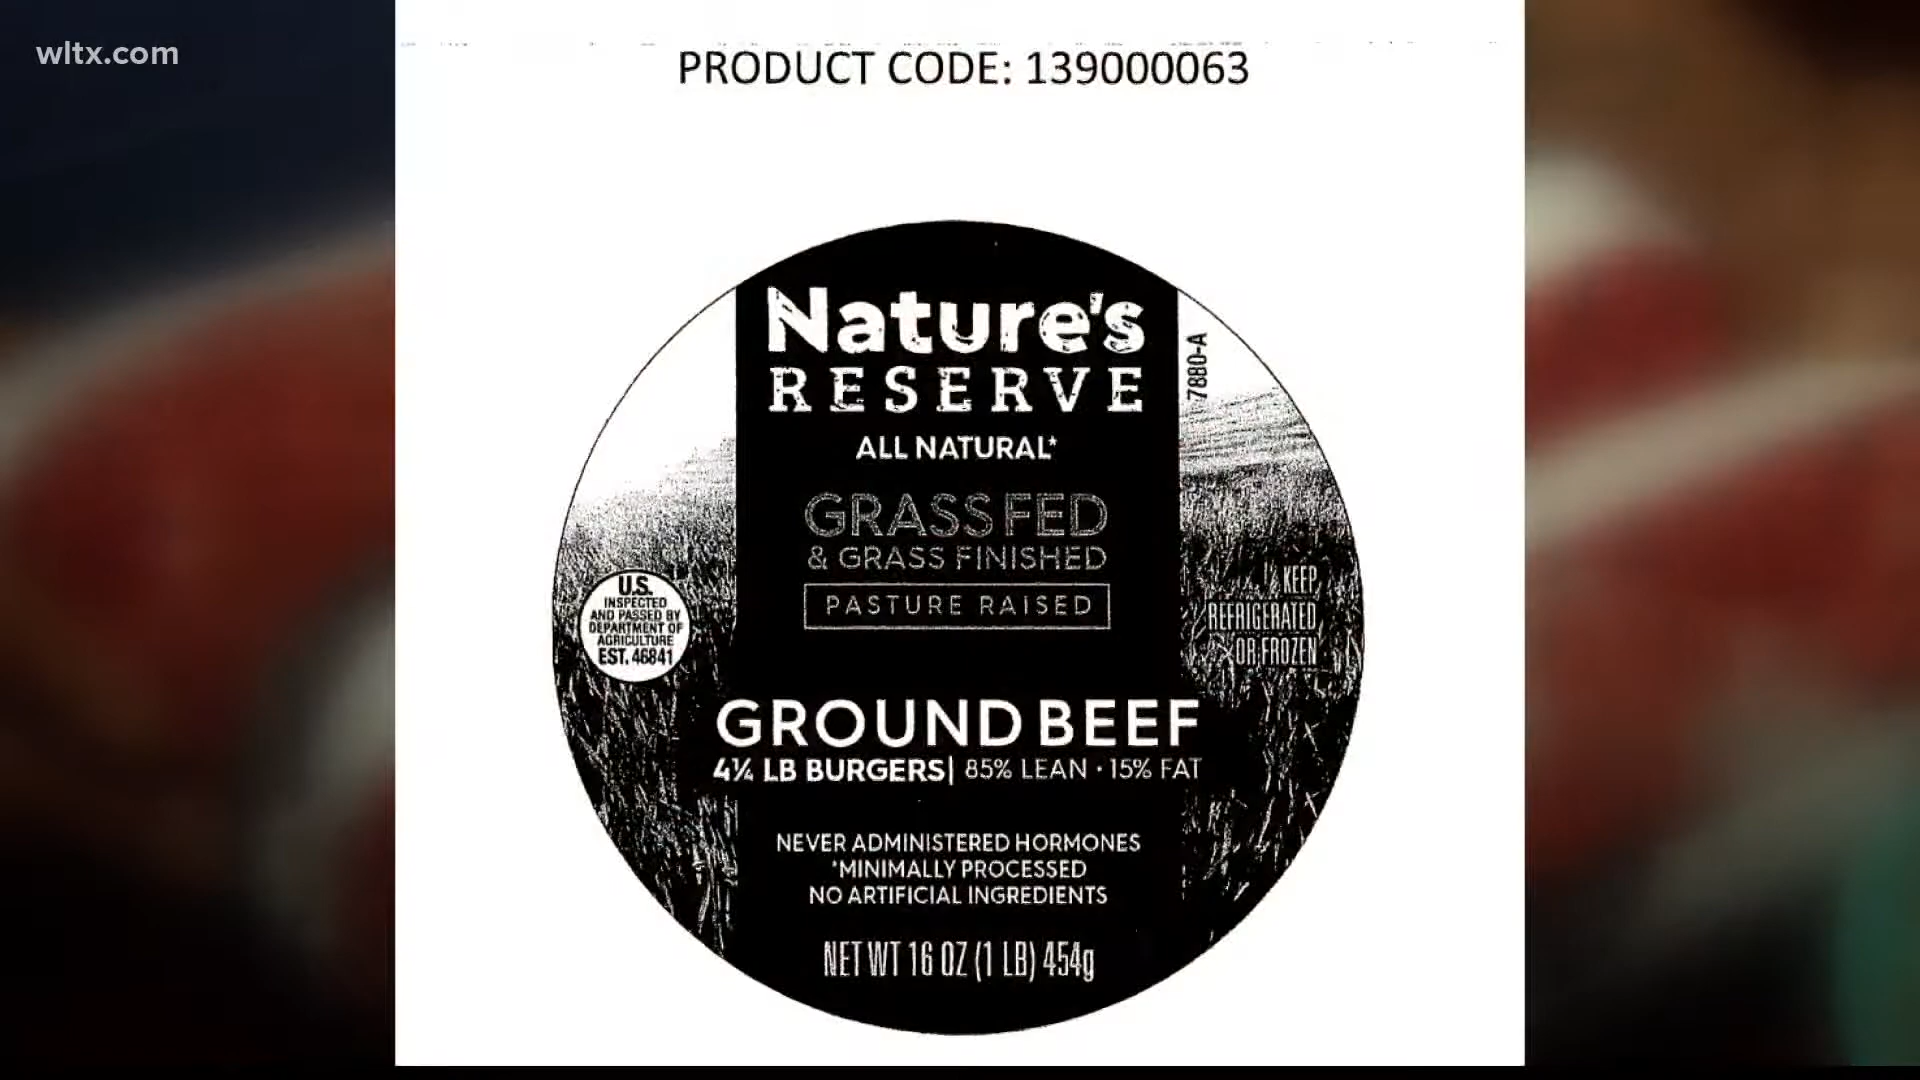 wltx.com
PRODUCT CODE: 139000063
Nature's
RESERVE
7880-A
ALL NATURAL*
GRASS FED
& GRASS FINISHED
PASTURE RAISED
U.S.
INSPECTED
AND PASSED BY
DEPARTMENT OF
AGRICULTURE
EST. 46841
KEEP
REFRIGERATED
OR FROZEN
GROUND BEEF
4¼ LB BURGERS| 85% LEAN · 15% FAT
NEVER ADMINISTERED HORMONES
*MINIMALLY PROCESSED
NO ARTIFICIAL INGREDIENTS
NET WT 16 OZ (1 LB) 454g